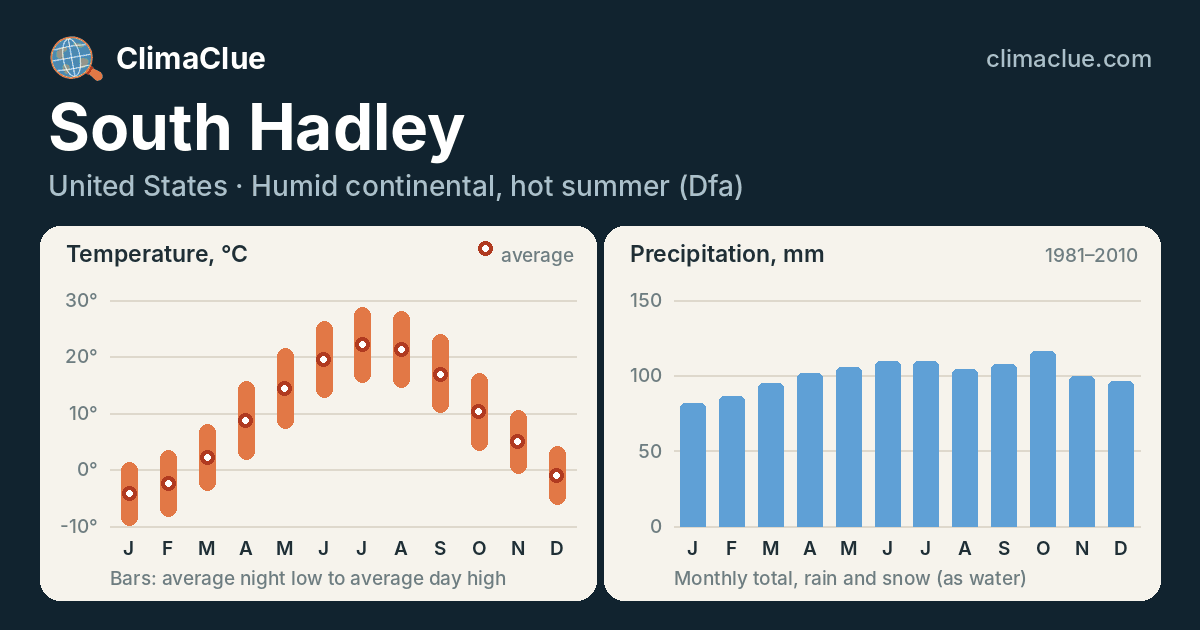 ClimaClue
climaclue.com
South Hadley
United States · Humid continental, hot summer (Dfa)
Temperature, °C
average
30°
20°
10°
0°
-10°
J F M A M J J A S O N D
Bars: average night low to average day high
Precipitation, mm
1981–2010
150
100
50
0
J F M A M J J A S O N D
Monthly total, rain and snow (as water)